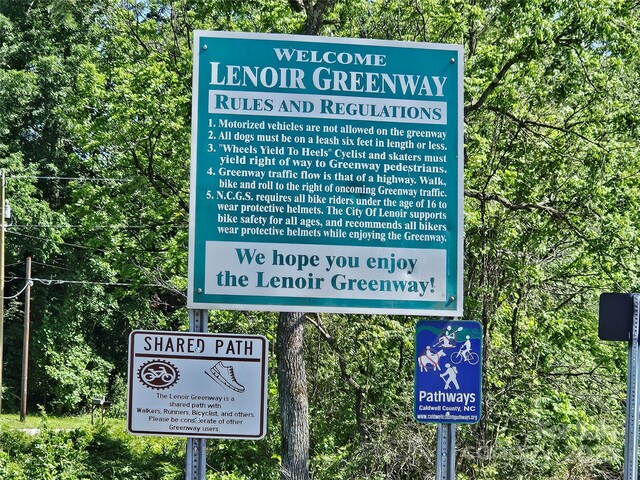 WELCOME
LENOIR GREENWAY
RULES AND REGULATIONS
1. Motorized vehicles are not allowed on the greenway
2. All dogs must be on a leash six feet in length or less.
3. "Wheels Yield To Heels" Cyclist and skaters must
yield right of way to Greenway pedestrians.
4. Greenway traffic flow is that of a highway. Walk,
bike and roll to the right of oncoming Greenway traffic.
5. N.C.G.S. requires all bike riders under the age of 16 to
wear protective helmets. The City Of Lenoir supports
bike safety for all ages, and recommends all bikers
wear protective helmets while enjoying the Greenway.
We hope you enjoy
the Lenoir Greenway!
SHARED PATH
The Lenoir Greenway is a
shared path with
Walkers, Runners, Bicyclist, and others.
Please be considerate of other
Greenway users.
Pathways
Caldwell County, NC
www.caldwellcountypathways.org